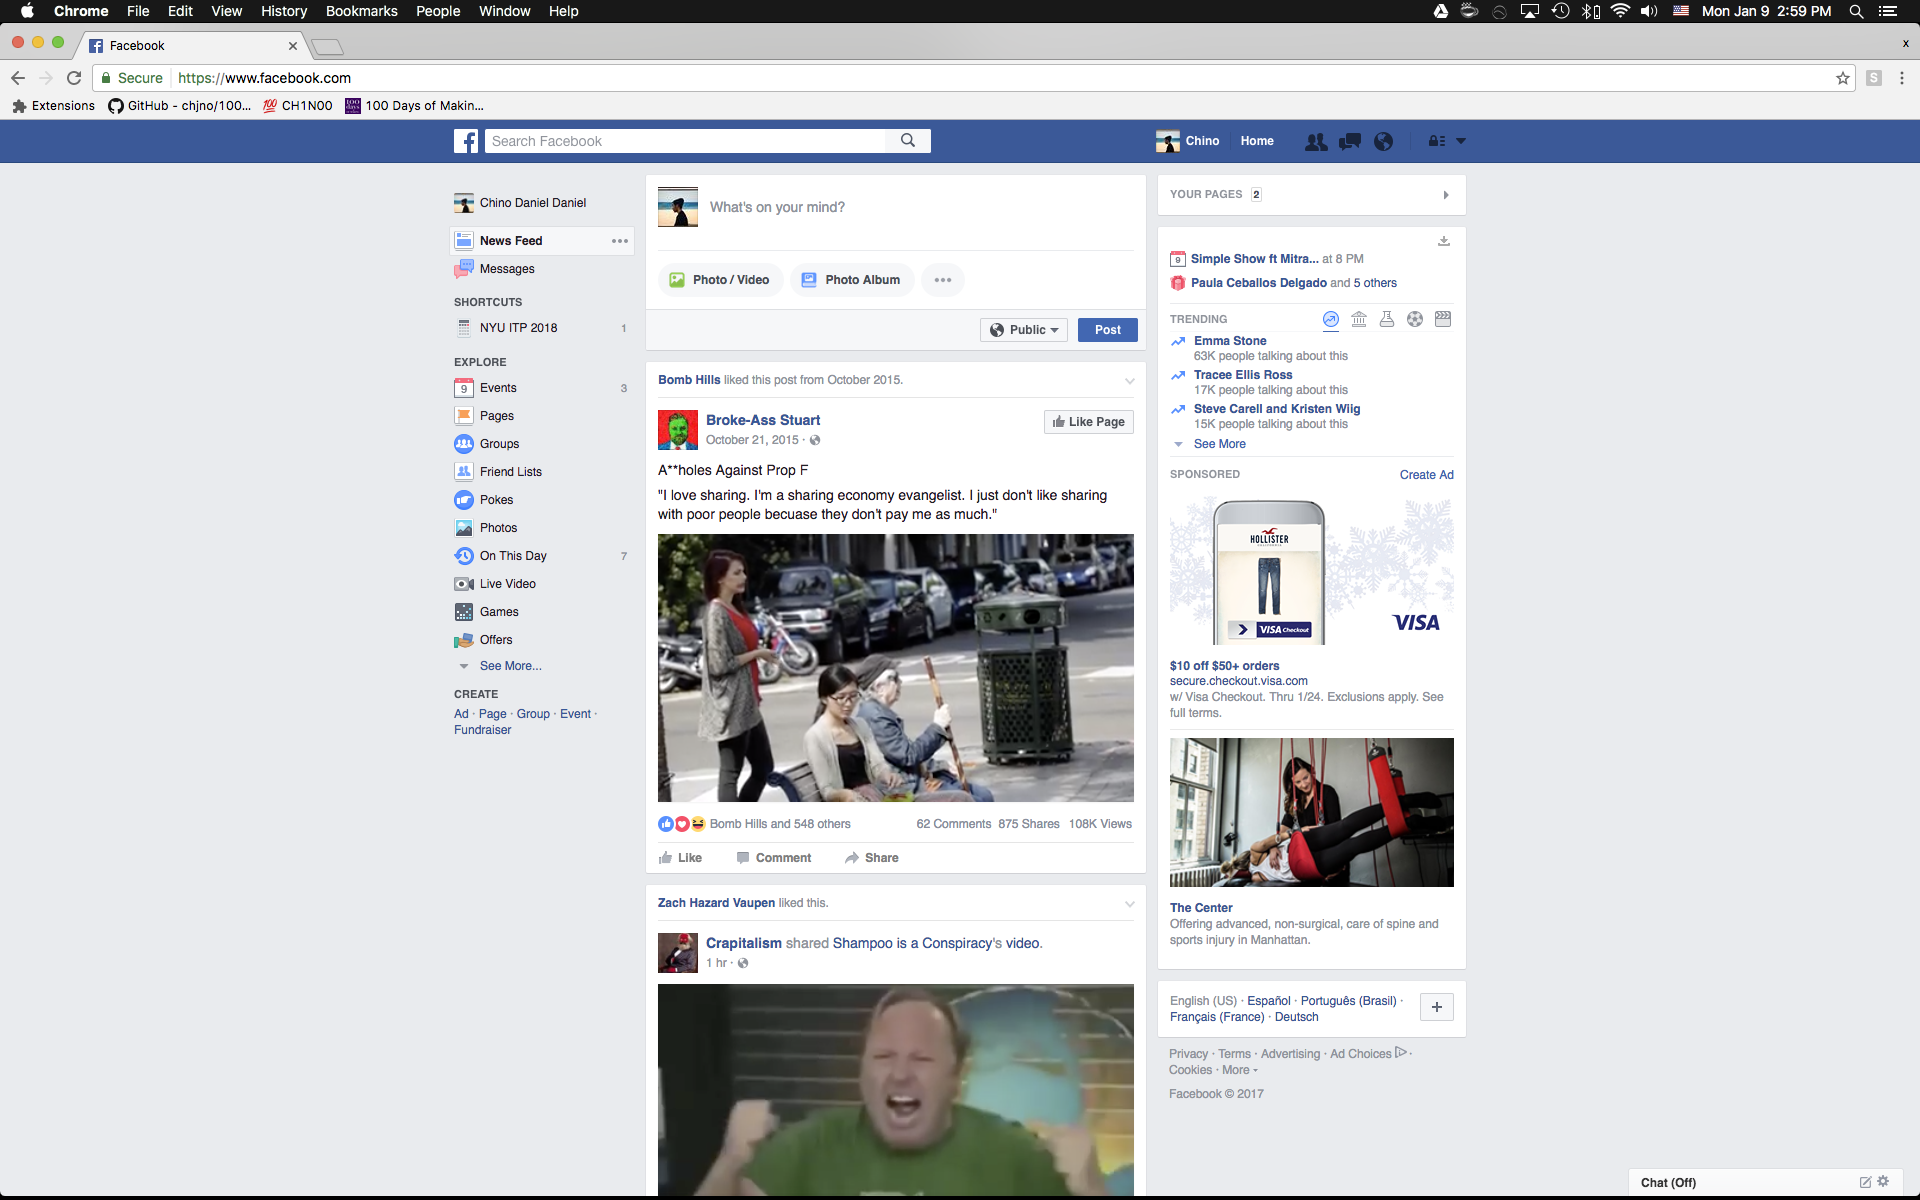 Chrome File Edit View History Bookmarks People Window Help
Mon Jan 9 2:59 PM
Facebook
x
Secure https://www.facebook.com
S
Extensions GitHub - chjno/100... 💯 CH1N00 100 Days of Makin...
Search Facebook
Chino Home
Chino Daniel Daniel
News Feed
Messages
SHORTCUTS
NYU ITP 2018 1
EXPLORE
9 Events 3
Pages
Groups
Friend Lists
Pokes
Photos
On This Day 7
Live Video
Games
Offers
See More...
CREATE
Ad · Page · Group · Event ·
Fundraiser
What's on your mind?
Photo / Video Photo Album
Public Post
Bomb Hills liked this post from October 2015.
Broke-Ass Stuart
Like Page
October 21, 2015 ·
A**holes Against Prop F
"I love sharing. I'm a sharing economy evangelist. I just don't like sharing
with poor people becuase they don't pay me as much."
Bomb Hills and 548 others 62 Comments 875 Shares 108K Views
Like Comment Share
Zach Hazard Vaupen liked this.
Crapitalism shared Shampoo is a Conspiracy's video.
1 hr ·
YOUR PAGES 2
9 Simple Show ft Mitra... at 8 PM
Paula Ceballos Delgado and 5 others
TRENDING
Emma Stone
63K people talking about this
Tracee Ellis Ross
17K people talking about this
Steve Carell and Kristen Wiig
15K people talking about this
See More
SPONSORED Create Ad
HOLLISTER
VISA Checkout
VISA
$10 off $50+ orders
secure.checkout.visa.com
w/ Visa Checkout. Thru 1/24. Exclusions apply. See
full terms.
The Center
Offering advanced, non-surgical, care of spine and
sports injury in Manhattan.
English (US) · Español · Português (Brasil) ·
Français (France) · Deutsch
+
Privacy · Terms · Advertising · Ad Choices ·
Cookies · More
Facebook © 2017
Chat (Off)